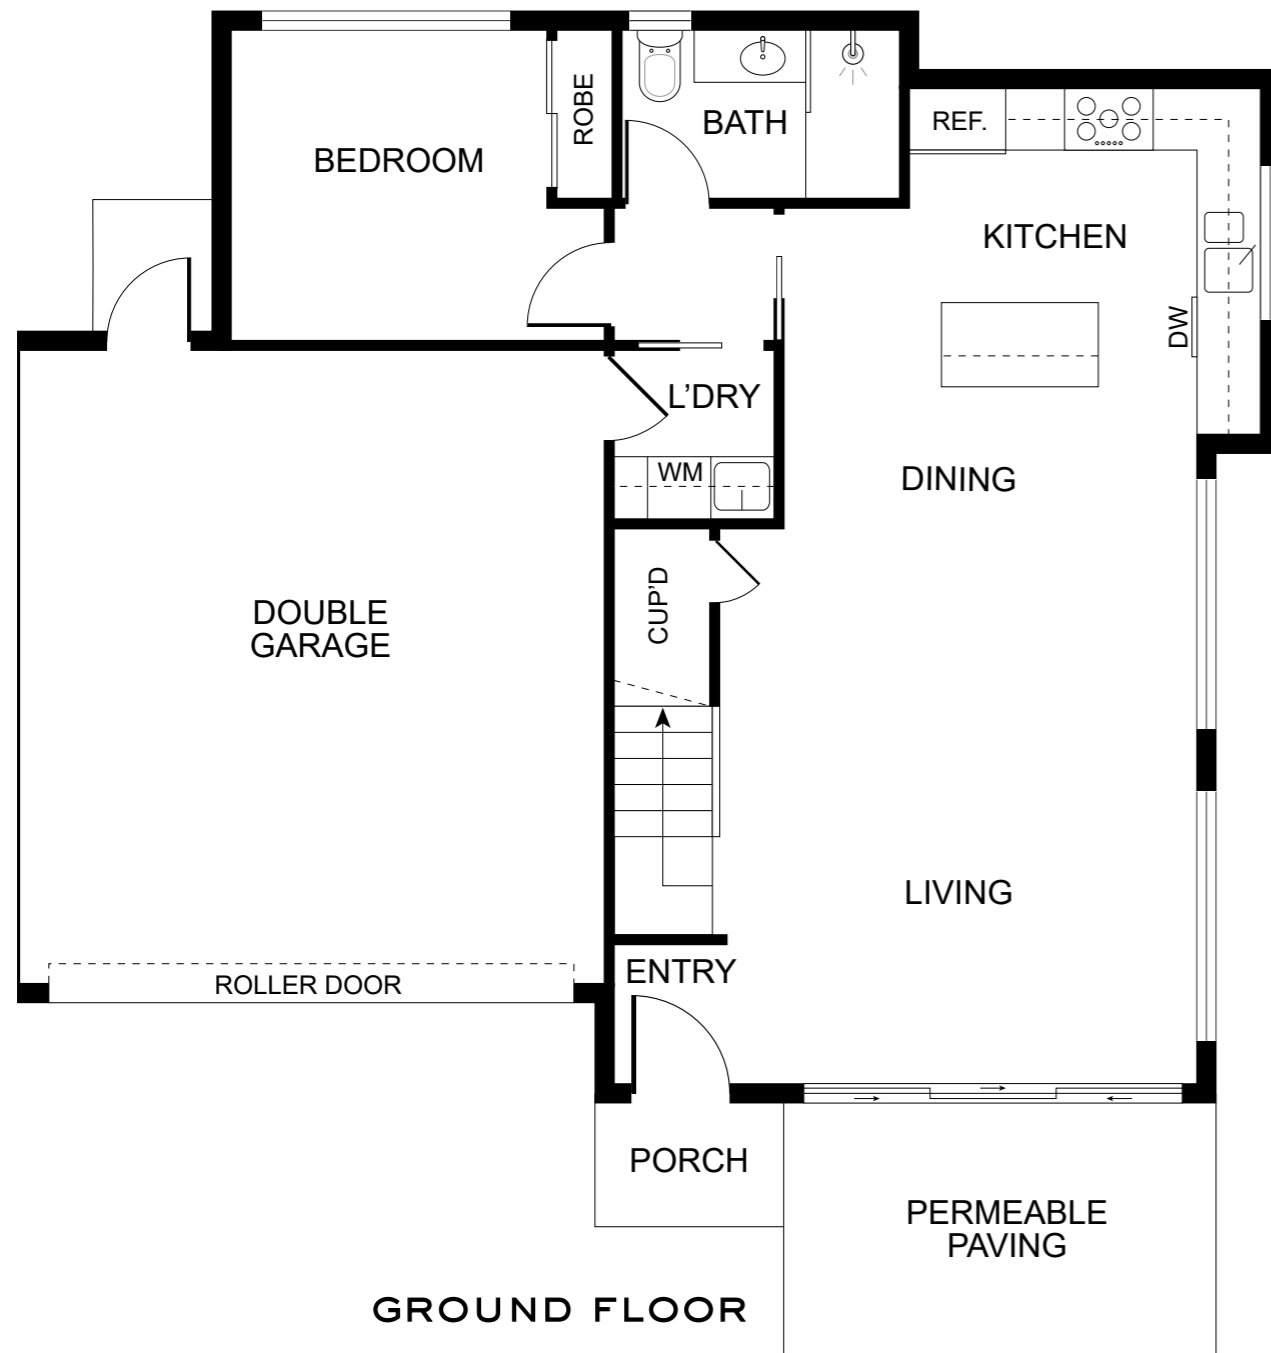 ROBE
BATH
REF.
BEDROOM
KITCHEN
DW
L’DRY
WM
DINING
CUP’D
DOUBLE
GARAGE
LIVING
ENTRY
ROLLER DOOR
PORCH
PERMEABLE
PAVING
GROUND FLOOR